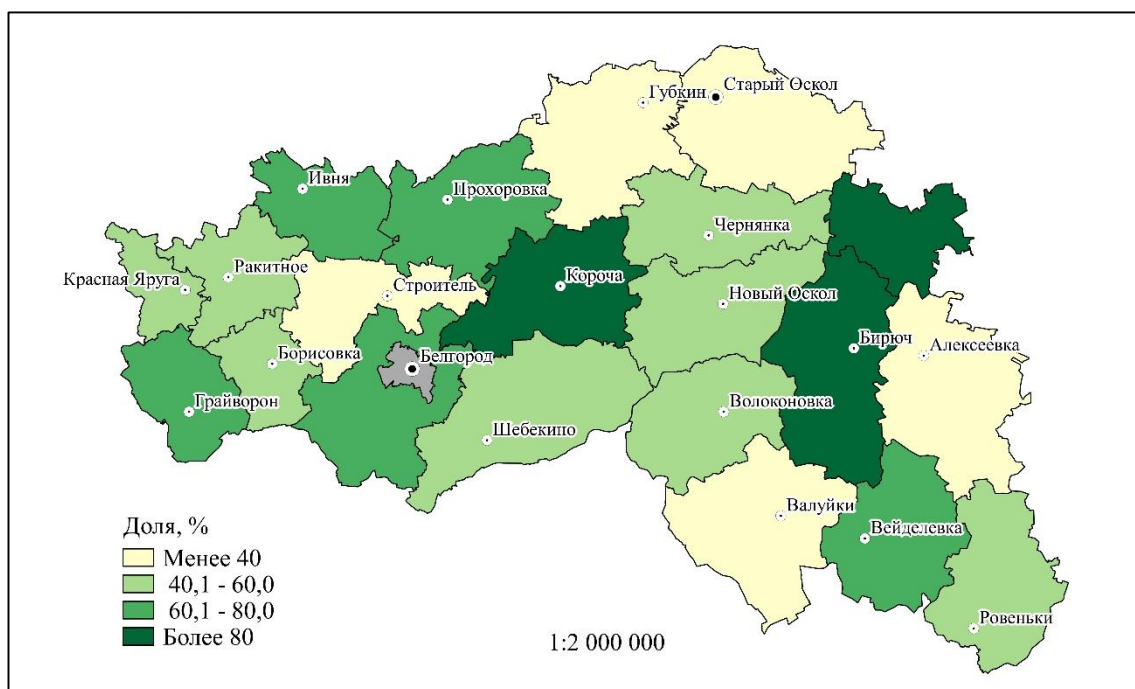 Губкин
Старый Оскол
Ивня
Прохоровка
Чернянка
Красная Яруга
Ракитное
Строитель
Короча
Новый Оскол
Борисовка
Белгород
Бирюч
Алексеевка
Грайворон
Шебекино
Волоконовка
Валуйки
Вейделевка
Ровеньки
Доля, %
Менее 40
40,1 - 60,0
60,1 - 80,0
Более 80
1:2 000 000